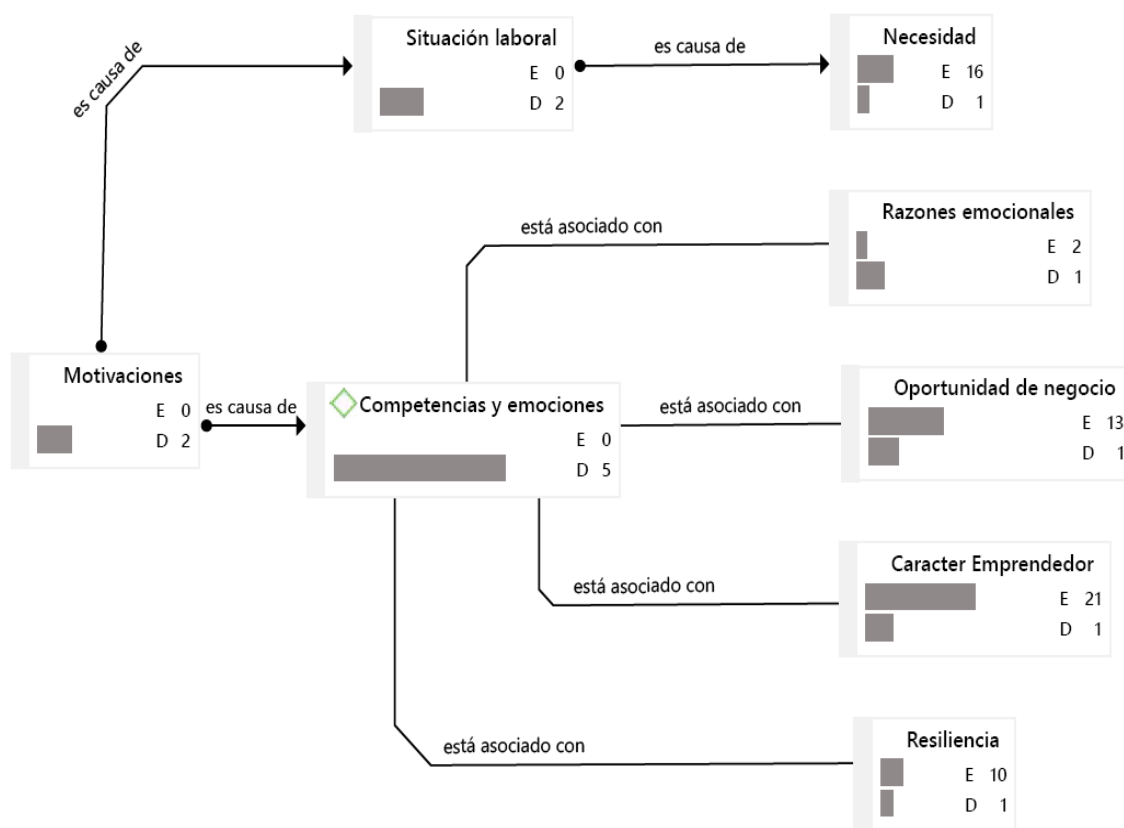 es causa de
Situación laboral
E 0
D 2
es causa de
Necesidad
E 16
D 1
está asociado con
Razones emocionales
E 2
D 1
Motivaciones
E 0
D 2
es causa de
Competencias y emociones
E 0
D 5
está asociado con
Oportunidad de negocio
E 13
D 1
está asociado con
Caracter Emprendedor
E 21
D 1
está asociado con
Resiliencia
E 10
D 1